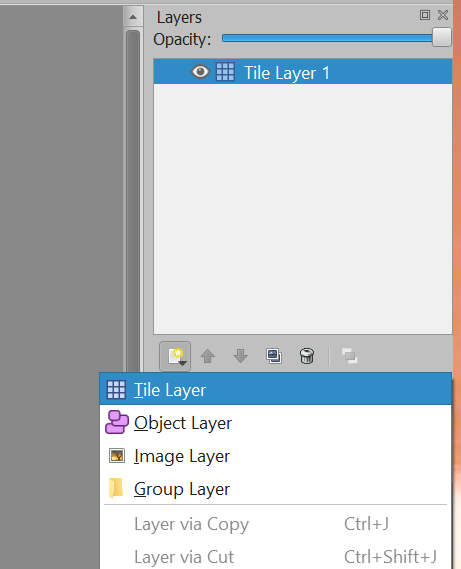 Layers
Opacity:
Tile Layer 1
Tile Layer
Object Layer
Image Layer
Group Layer
Layer via Copy Ctrl+J
Layer via Cut Ctrl+Shift+J